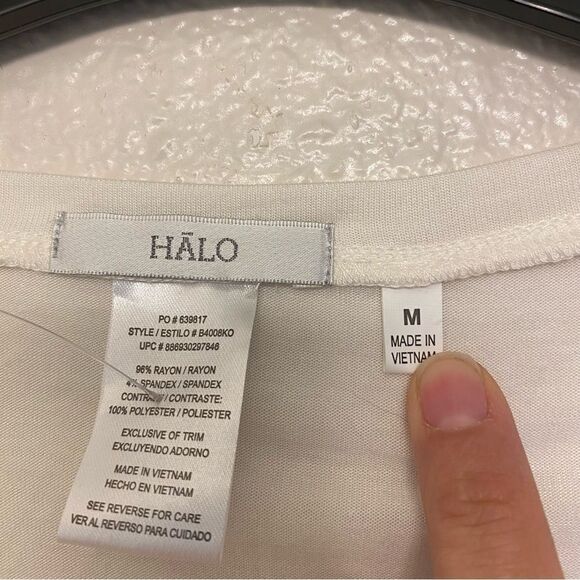 HĀLO
PO # 639817
STYLE / ESTILO # B4008KO
UPC # 886930297846
96% RAYON / RAYON
4% SPANDEX / SPANDEX
CONTRAST / CONTRASTE:
100% POLYESTER / POLIESTER
EXCLUSIVE OF TRIM
EXCLUYENDO ADORNO
MADE IN VIETNAM
HECHO EN VIETNAM
SEE REVERSE FOR CARE
VER AL REVERSO PARA CUIDADO
M
MADE IN
VIETNAM